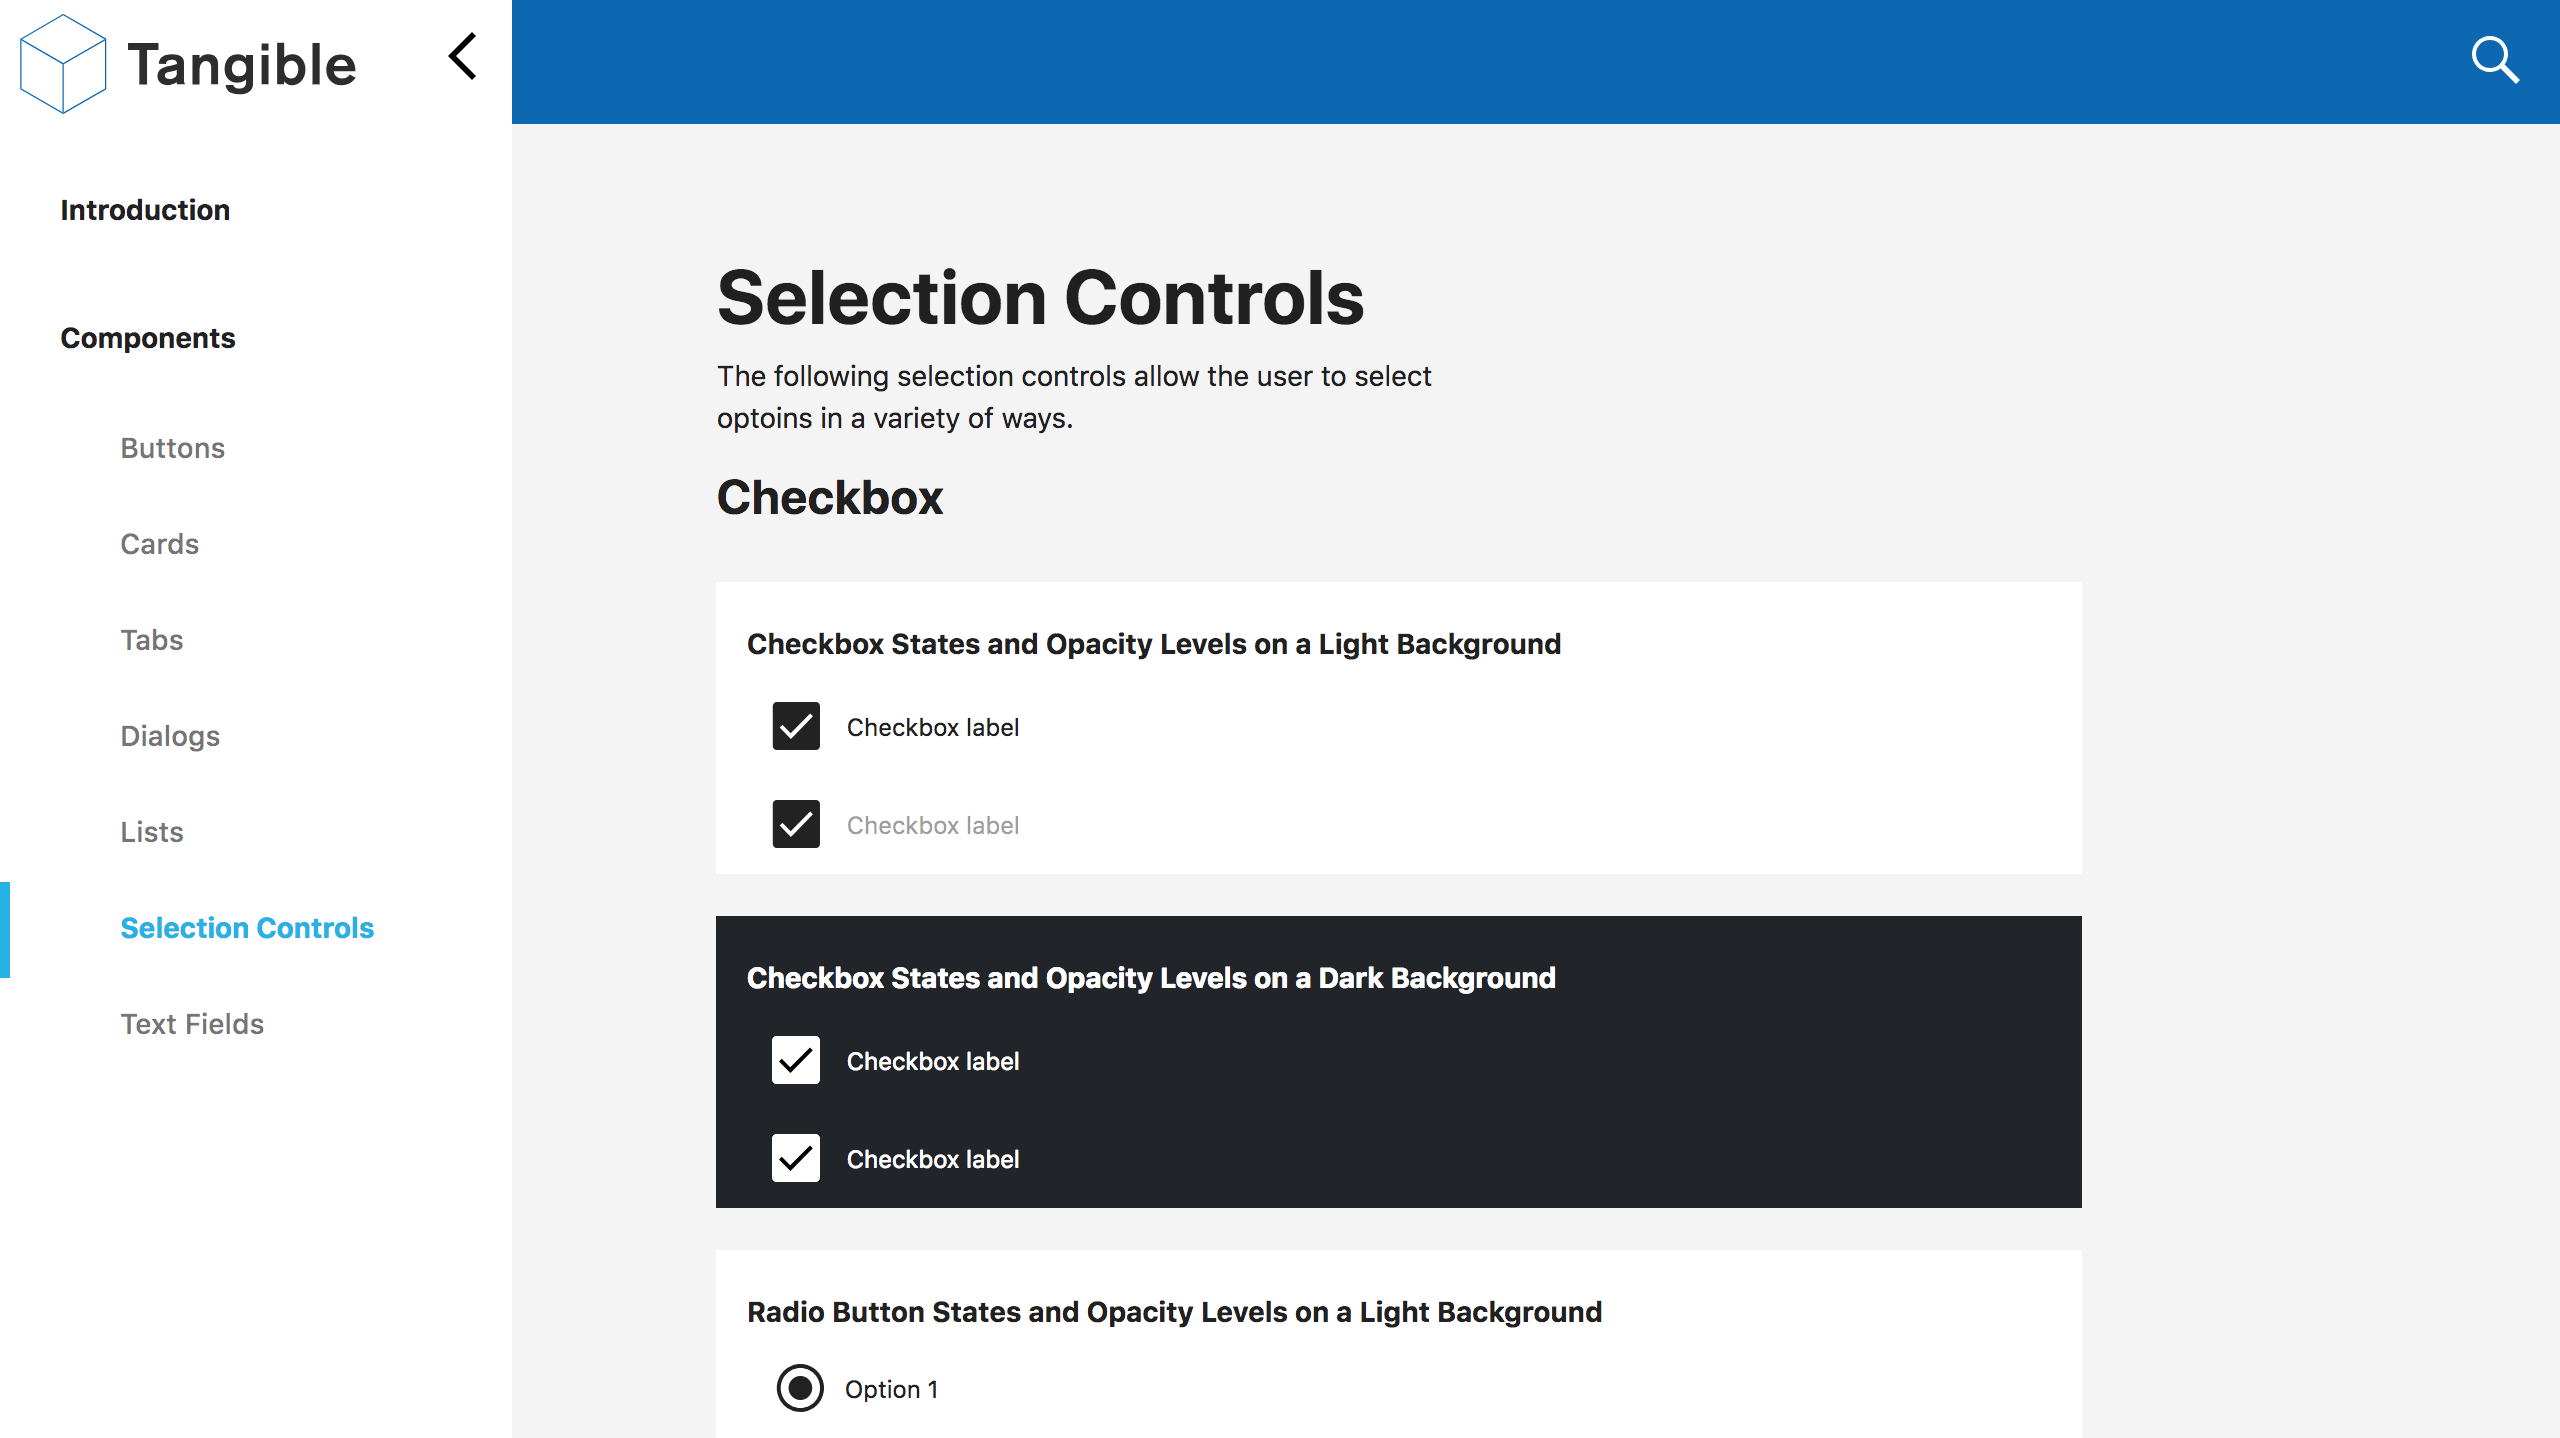 Tangible
Introduction
Components
Buttons
Cards
Tabs
Dialogs
Lists
Selection Controls
Text Fields
Selection Controls
The following selection controls allow the user to select
optoins in a variety of ways.
Checkbox
Checkbox States and Opacity Levels on a Light Background
Checkbox label
Checkbox label
Checkbox States and Opacity Levels on a Dark Background
Checkbox label
Checkbox label
Radio Button States and Opacity Levels on a Light Background
Option 1